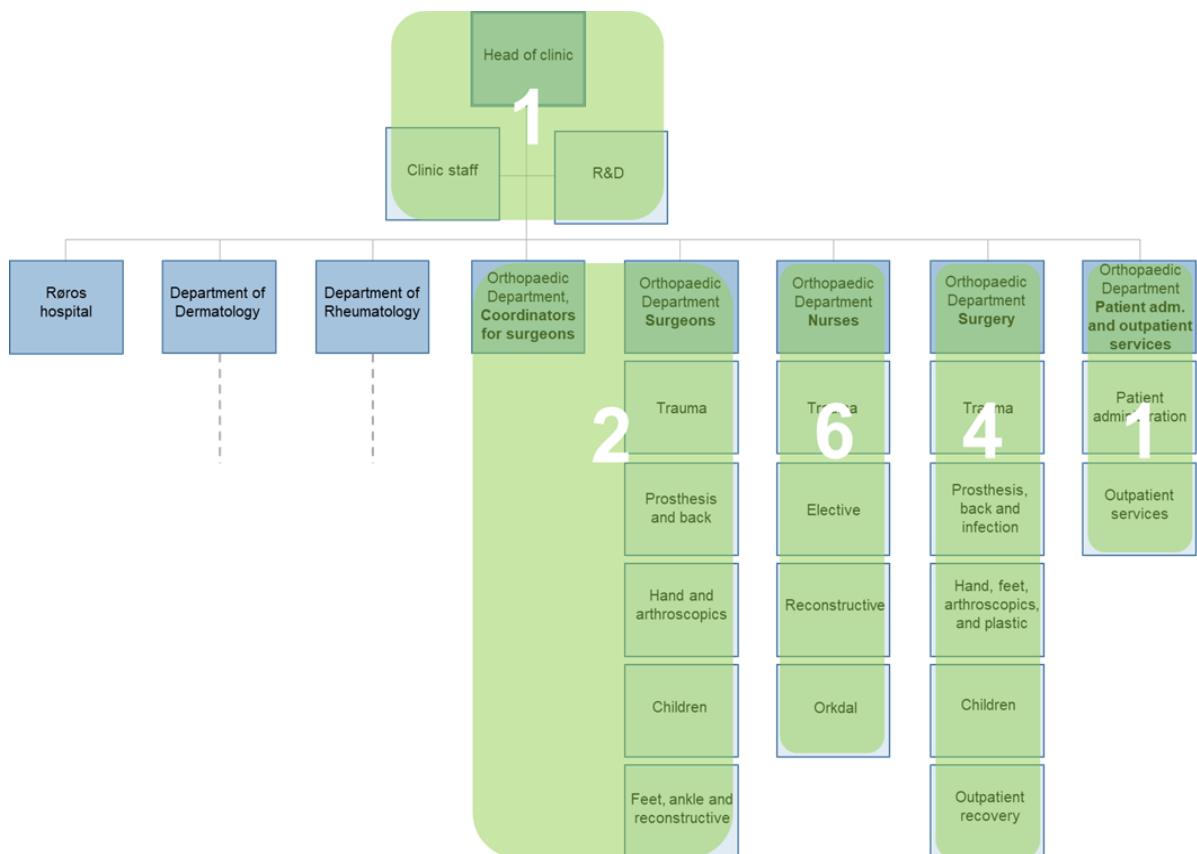 Head of clinic
1
Clinic staff
R&D
Røros
hospital
Department of
Dermatology
Department of
Rheumatology
Orthopaedic
Department,
Coordinators
for surgeons
Orthopaedic
Department
Surgeons
Orthopaedic
Department
Nurses
Orthopaedic
Department
Surgery
Orthopaedic
Department
Patient adm.
and outpatient
services
2
Trauma
Prosthesis
and back
Hand and
arthroscopics
Children
Feet, ankle and
reconstructive
Trauma
6
Elective
Reconstructive
Orkdal
Trauma
4
Prosthesis,
back and
infection
Hand, feet,
arthroscopics,
and plastic
Children
Outpatient
recovery
Patient
administration
1
Outpatient
services